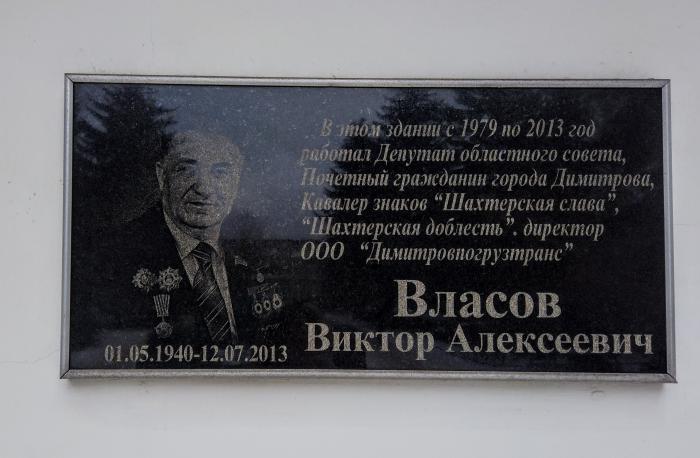 В этом здании с 1979 по 2013 год
работал Депутат областного совета,
Почетный гражданин города Димитрова,
Кавалер знаков “Шахтерская слава”,
“Шахтерская доблесть”. директор
ООО “Димитровпогрузтранс”
Власов
Виктор Алексеевич
01.05.1940-12.07.2013